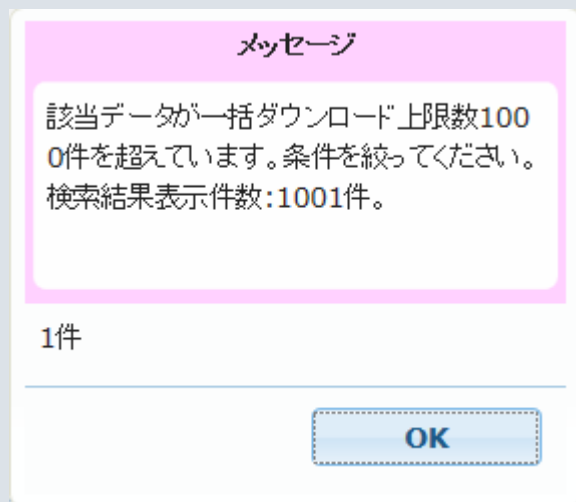 メッセージ
該当データが一括ダウンロード上限数100
0件を超えています。条件を絞ってください。
検索結果表示件数:1001件。
1件
OK